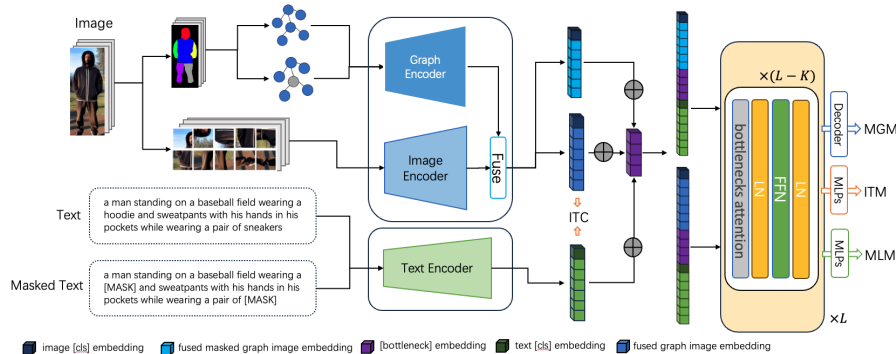 Image
Graph
Encoder
Image
Encoder
Fuse
Text
a man standing on a baseball field wearing a
hoodie and sweatpants with his hands in his
pockets while wearing a pair of sneakers
Masked Text
a man standing on a baseball field wearing a
[MASK] and sweatpants with his hands in his
pockets while wearing a pair of [MASK]
Text Encoder
ITC
×(L − K)
bottlenecks attention
LN
FFN
LN
×L
Decoder
MGM
MLPs
ITM
MLPs
MLM
image [cls] embedding
fused masked graph image embedding
[bottleneck] embedding
text [cls] embedding
fused graph image embedding